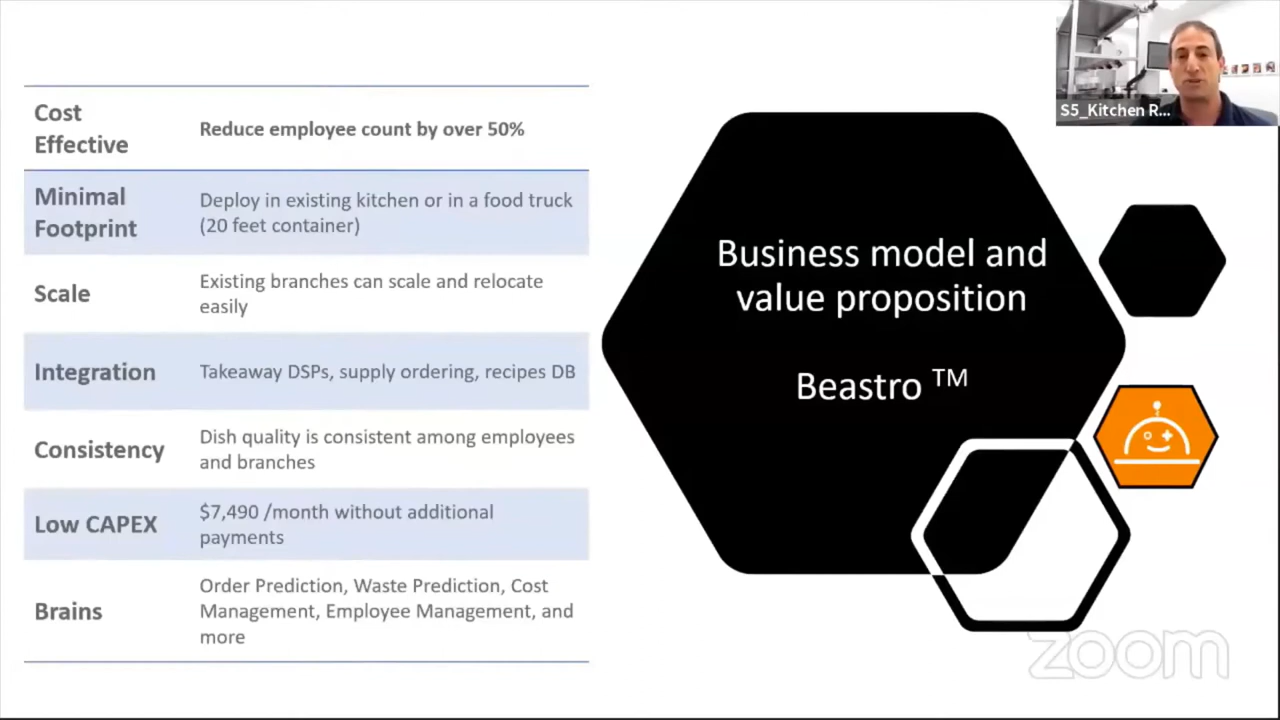 Cost
Effective
Reduce employee count by over 50%
Minimal
Footprint
Deploy in existing kitchen or in a food truck
(20 feet container)
Scale
Existing branches can scale and relocate
easily
Integration
Takeaway DSPs, supply ordering, recipes DB
Consistency
Dish quality is consistent among employees
and branches
Low CAPEX
$7,490 /month without additional
payments
Brains
Order Prediction, Waste Prediction, Cost
Management, Employee Management, and
more
Business model and
value proposition
Beastro TM
S5_Kitchen R...
zoom